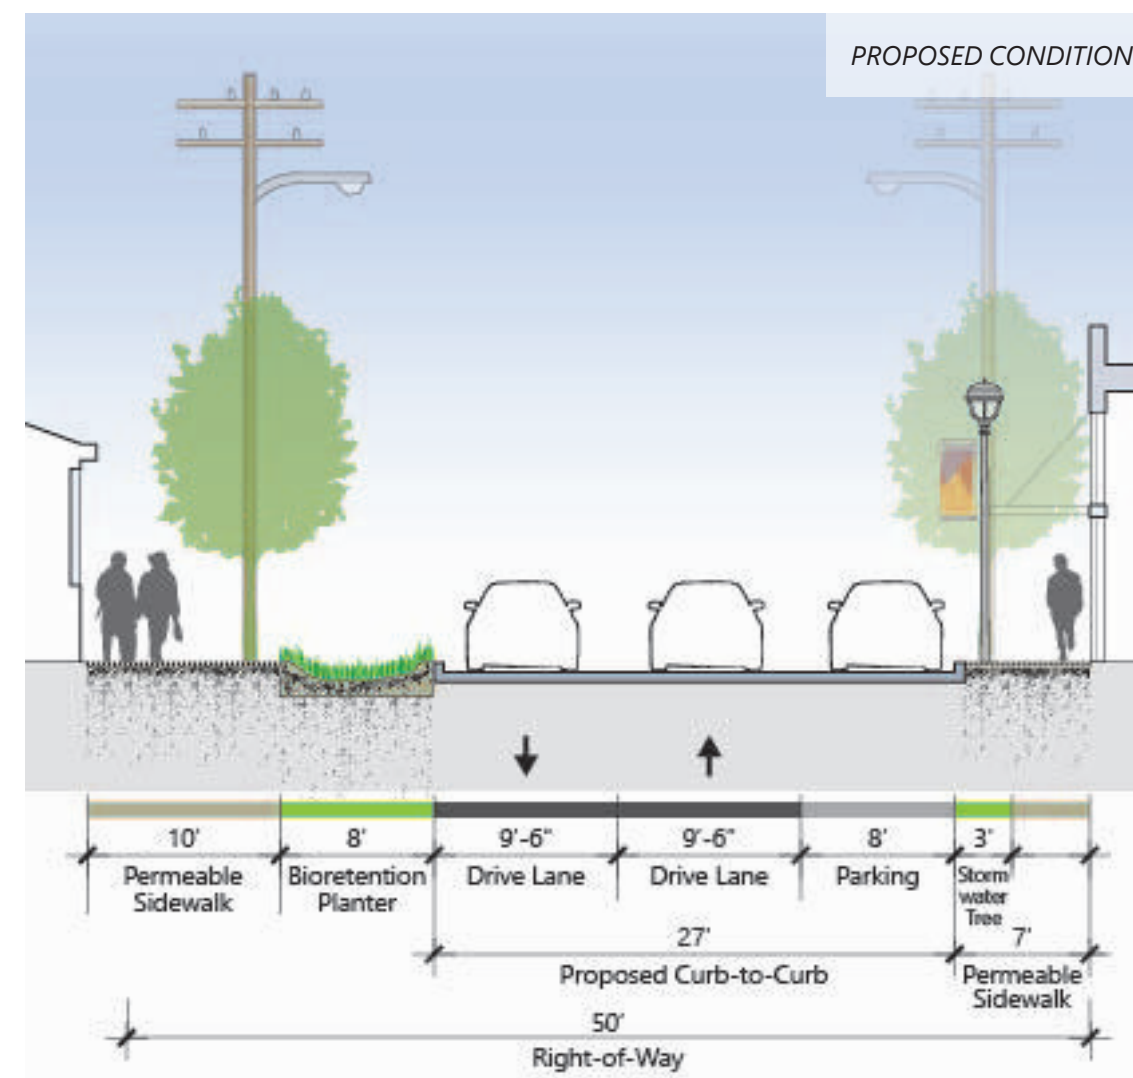 PROPOSED CONDITION
10' 8' 9'-6" 9'-6" 8' 3'
Permeable Bioretention Drive Lane Drive Lane Parking Storm
Sidewalk Planter water
Tree
27' 7'
Proposed Curb-to-Curb Permeable
Sidewalk
50'
Right-of-Way